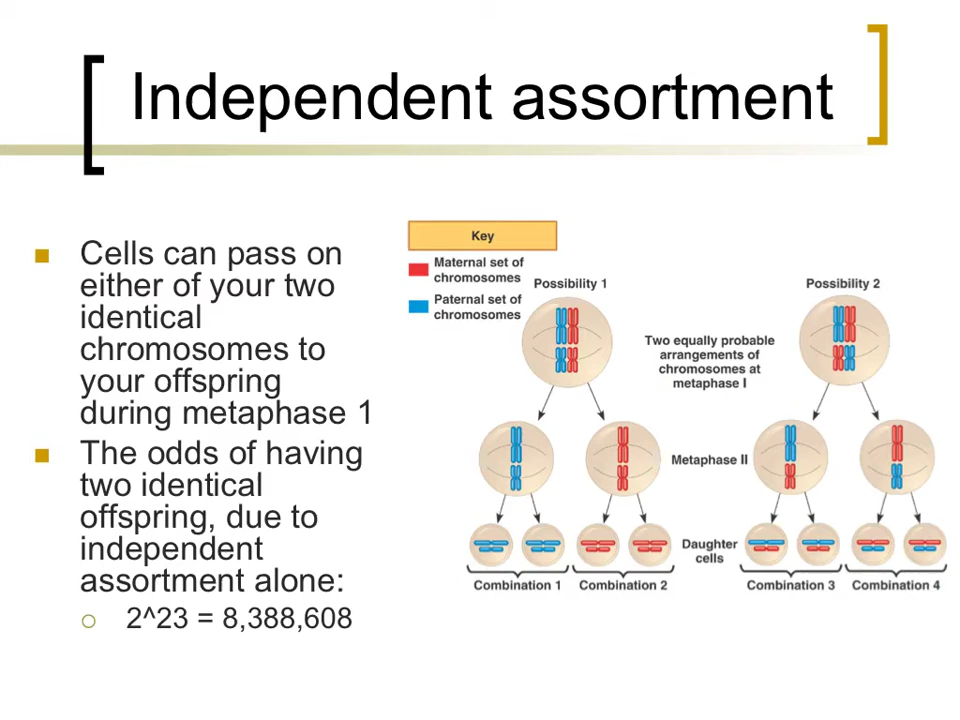 Independent assortment
Cells can pass on
either of your two
identical
chromosomes to
your offspring
during metaphase 1
The odds of having
two identical
offspring, due to
independent
assortment alone:
2^23 = 8,388,608
Key
Maternal set of
chromosomes
Paternal set of
chromosomes
Possibility 1
Two equally probable
arrangements of
chromosomes at
metaphase I
Possibility 2
Metaphase II
Daughter
cells
Combination 1
Combination 2
Combination 3
Combination 4